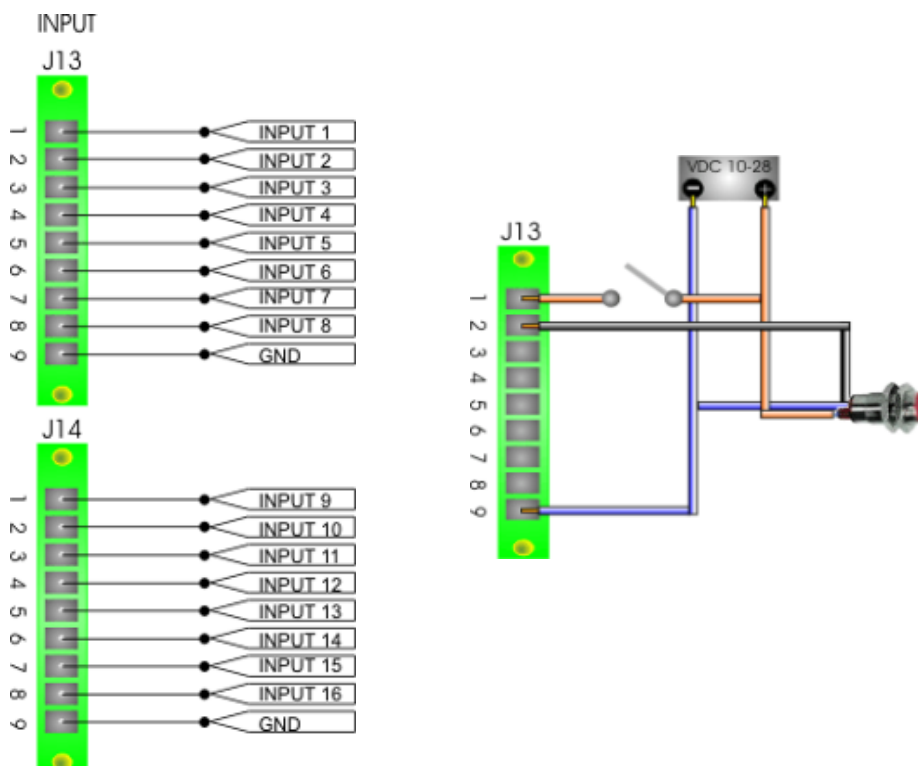 INPUT
J13
1 INPUT 1
2 INPUT 2
3 INPUT 3
4 INPUT 4
5 INPUT 5
6 INPUT 6
7 INPUT 7
8 INPUT 8
9 GND
J14
1 INPUT 9
2 INPUT 10
3 INPUT 11
4 INPUT 12
5 INPUT 13
6 INPUT 14
7 INPUT 15
8 INPUT 16
9 GND
VDC 10-28
- +
J13
1
2
3
4
5
6
7
8
9